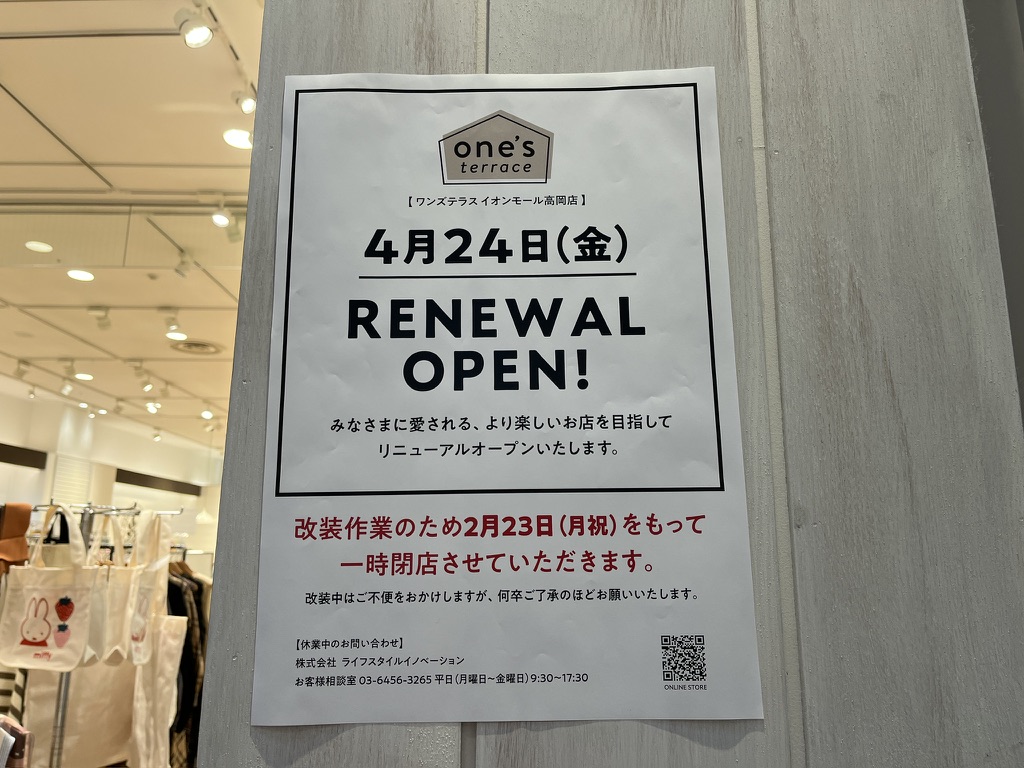 one's
terrace
【 ワンズテラス イオンモール高岡店 】
4月24日(金)
RENEWAL
OPEN!
みなさまに愛される、より楽しいお店を目指して
リニューアルオープンいたします。
改装作業のため2月23日(月祝)をもって
一時閉店させていただきます。
改装中はご不便をおかけしますが、何卒ご了承のほどお願いいたします。
【休業中のお問い合わせ】
株式会社 ライフスタイルイノベーション
お客様相談室 03-6456-3265 平日(月曜日~金曜日)9:30~17:30
ONLINE STORE